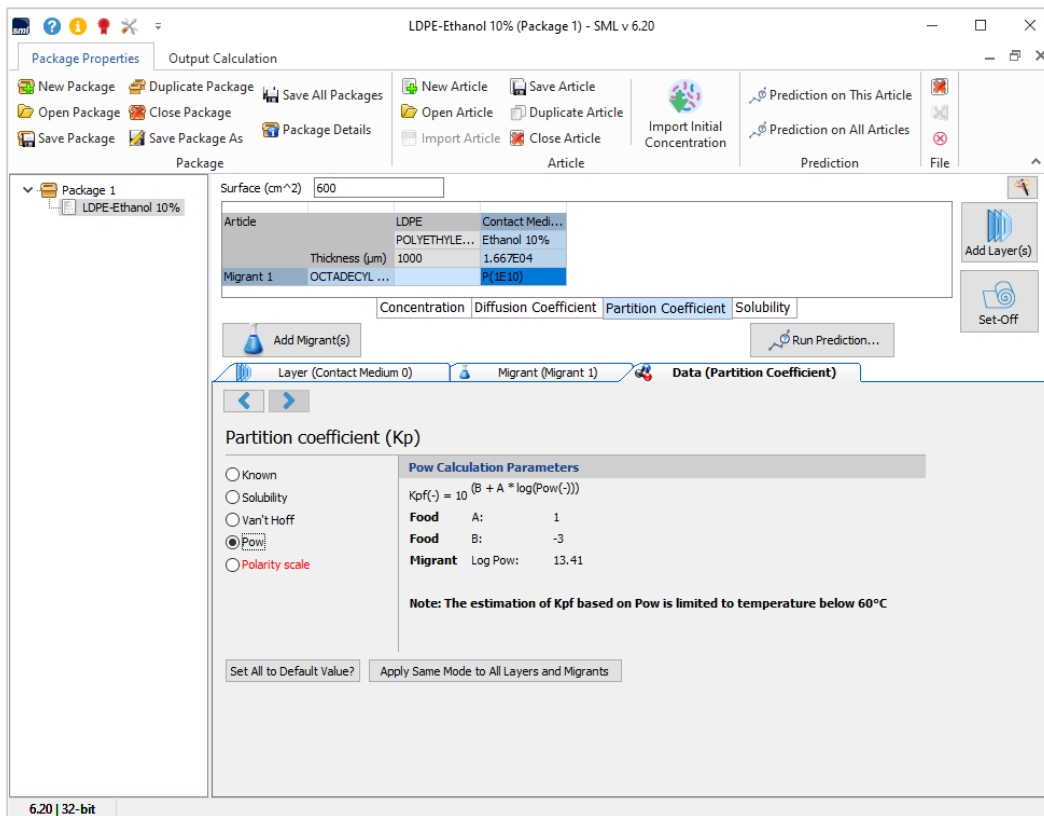 sml
LDPE-Ethanol 10% (Package 1) - SML v 6.20
Package Properties
Output Calculation
New Package
Duplicate Package
Save All Packages
Open Package
Close Package
Package Details
Save Package
Save Package As
Package
New Article
Save Article
Open Article
Duplicate Article
Import Article
Close Article
Import Initial
Concentration
Article
Prediction on This Article
Prediction on All Articles
Prediction
File
Package 1
LDPE-Ethanol 10%
Surface (cm^2) 600
Article LDPE Contact Medi...
POLYETHYLE... Ethanol 10%
Thickness (µm) 1000 1.667E04
Migrant 1 OCTADECYL ... P(1E10)
Add Layer(s)
Set-Off
Concentration Diffusion Coefficient Partition Coefficient Solubility
Add Migrant(s)
Run Prediction...
Layer (Contact Medium 0)
Migrant (Migrant 1)
Data (Partition Coefficient)
Partition coefficient (Kp)
Known
Solubility
Van't Hoff
Pow
Polarity scale
Pow Calculation Parameters
Kpf(-) = 10 (B + A * log(Pow(-)))
Food A: 1
Food B: -3
Migrant Log Pow: 13.41
Note: The estimation of Kpf based on Pow is limited to temperature below 60°C
Set All to Default Value?
Apply Same Mode to All Layers and Migrants
6.20 | 32-bit